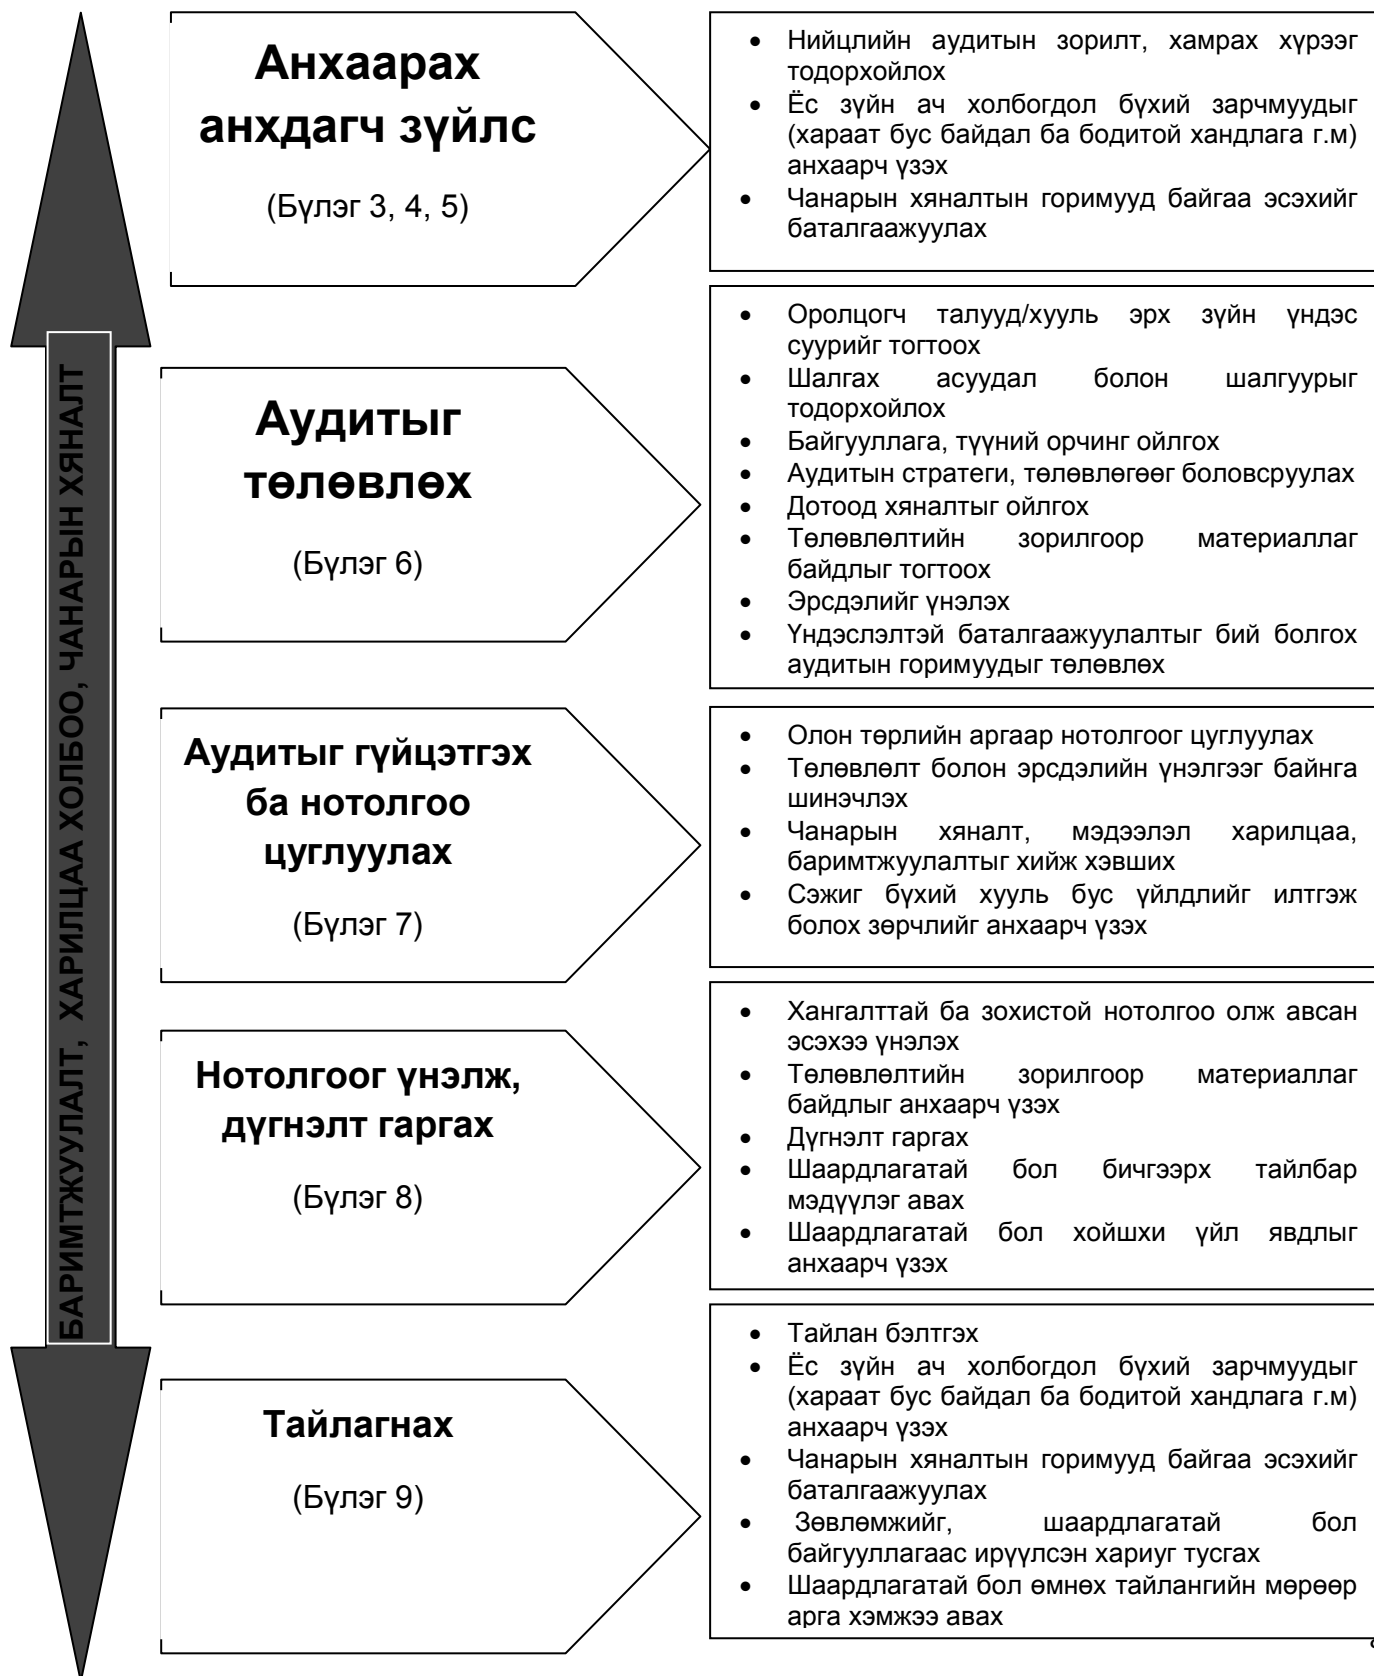 БАРИМТЖУУЛАЛТ, ХАРИЛЦАА ХОЛБОО, ЧАНАРЫН ХЯНАЛТ
Анхаарах
анхдагч зүйлс
(Бүлэг 3, 4, 5)
• Нийцлийн аудитын зорилт, хамрах хүрээг
тодорхойлох
• Ёс зүйн ач холбогдол бүхий зарчмуудыг
(хараат бус байдал ба бодитой хандлага г.м)
анхаарч үзэх
• Чанарын хяналтын горимууд байгаа эсэхийг
баталгаажуулах
Аудитыг
төлөвлөх
(Бүлэг 6)
• Оролцогч талууд/хууль эрх зүйн үндэс
суурийг тогтоох
• Шалгах асуудал болон шалгуурыг
тодорхойлох
• Байгууллага, түүний орчинг ойлгох
• Аудитын стратеги, төлөвлөгөөг боловсруулах
• Дотоод хяналтыг ойлгох
• Төлөвлөлтийн зорилгоор материаллаг
байдлыг тогтоох
• Эрсдэлийг үнэлэх
• Үндэслэлтэй баталгаажуулалтыг бий болгох
аудитын горимуудыг төлөвлөх
Аудитыг гүйцэтгэх
ба нотолгоо
цуглуулах
(Бүлэг 7)
• Олон төрлийн аргаар нотолгоог цуглуулах
• Төлөвлөлт болон эрсдэлийн үнэлгээг байнга
шинэчлэх
• Чанарын хяналт, мэдээлэл харилцаа,
баримтжуулалтыг хийж хэвших
• Сэжиг бүхий хууль бус үйлдлийг илтгэж
болох зөрчлийг анхаарч үзэх
Нотолгоог үнэлж,
дүгнэлт гаргах
(Бүлэг 8)
• Хангалттай ба зохистой нотолгоо олж авсан
эсэхээ үнэлэх
• Төлөвлөлтийн зорилгоор материаллаг
байдлыг анхаарч үзэх
• Дүгнэлт гаргах
• Шаардлагатай бол бичгээрх тайлбар
мэдүүлэг авах
• Шаардлагатай бол хойшхи үйл явдлыг
анхаарч үзэх
Тайлагнах
(Бүлэг 9)
• Тайлан бэлтгэх
• Ёс зүйн ач холбогдол бүхий зарчмуудыг
(хараат бус байдал ба бодитой хандлага г.м)
анхаарч үзэх
• Чанарын хяналтын горимууд байгаа эсэхийг
баталгаажуулах
• Зөвлөмжийг, шаардлагатай бол
байгууллагаас ирүүлсэн хариуг тусгах
• Шаардлагатай бол өмнөх тайлангийн мөрөөр
арга хэмжээ авах